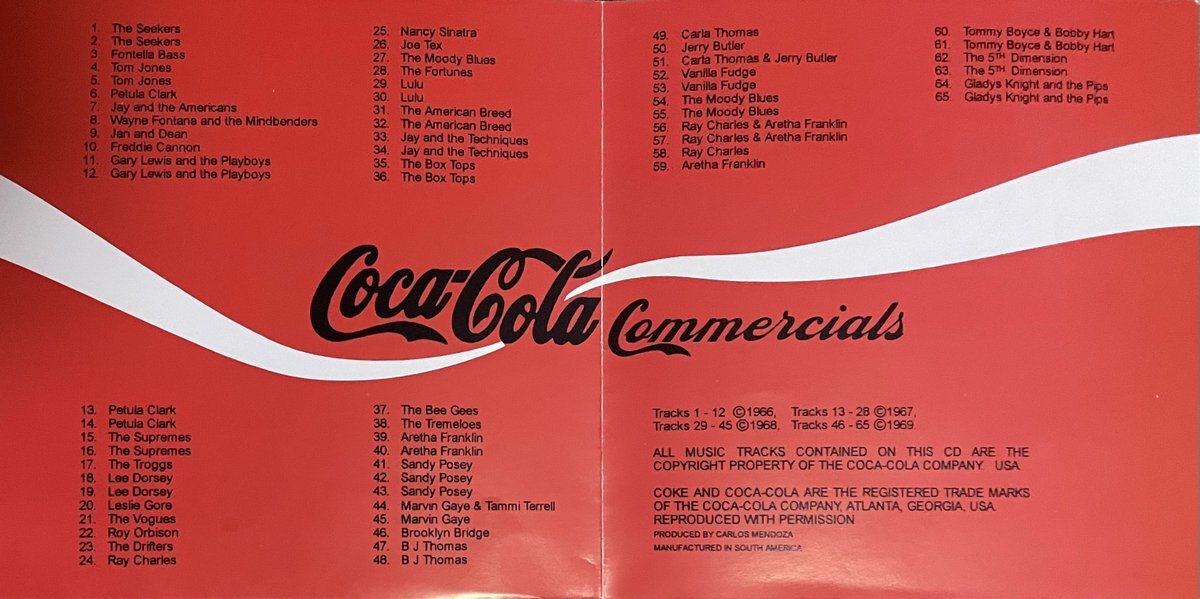 1. The Seekers
2. The Seekers
3. Fontella Bass
4. Tom Jones
5. Tom Jones
6. Petula Clark
7. Jay and the Americans
8. Wayne Fontana and the Mindbenders
9. Jan and Dean
10. Freddie Cannon
11. Gary Lewis and the Playboys
12. Gary Lewis and the Playboys
25. Nancy Sinatra
26. Joe Tex
27. The Moody Blues
28. The Fortunes
29. Lulu
30. Lulu
31. The American Breed
32. The American Breed
33. Jay and the Techniques
34. Jay and the Techniques
35. The Box Tops
36. The Box Tops
49. Carla Thomas
50. Jerry Butler
51. Carla Thomas & Jerry Butler
52. Vanilla Fudge
53. Vanilla Fudge
54. The Moody Blues
55. The Moody Blues
56. Ray Charles & Aretha Franklin
57. Ray Charles & Aretha Franklin
58. Ray Charles
59. Aretha Franklin
60. Tommy Boyce & Bobby Hart
61. Tommy Boyce & Bobby Hart
62. The 5TH Dimension
63. The 5TH Dimension
64. Gladys Knight and the Pips
65. Gladys Knight and the Pips
Coca-Cola Commercials
13. Petula Clark
14. Petula Clark
15. The Supremes
16. The Supremes
17. The Troggs
18. Lee Dorsey
19. Lee Dorsey
20. Leslie Gore
21. The Vogues
22. Roy Orbison
23. The Drifters
24. Ray Charles
37. The Bee Gees
38. The Tremeloes
39. Aretha Franklin
40. Aretha Franklin
41. Sandy Posey
42. Sandy Posey
43. Sandy Posey
44. Marvin Gaye & Tammi Terrell
45. Marvin Gaye
46. Brooklyn Bridge
47. B J Thomas
48. B J Thomas
Tracks 1 - 12 ©1966, Tracks 13 - 28 ©1967,
Tracks 29 - 45 ©1968, Tracks 46 - 65 ©1969
ALL MUSIC TRACKS CONTAINED ON THIS CD ARE THE
COPYRIGHT PROPERTY OF THE COCA-COLA COMPANY. USA
COKE AND COCA-COLA ARE THE REGISTERED TRADE MARKS
OF THE COCA-COLA COMPANY, ATLANTA, GEORGIA, USA.
REPRODUCED WITH PERMISSION
PRODUCED BY CARLOS MENDOZA
MANUFACTURED IN SOUTH AMERICA